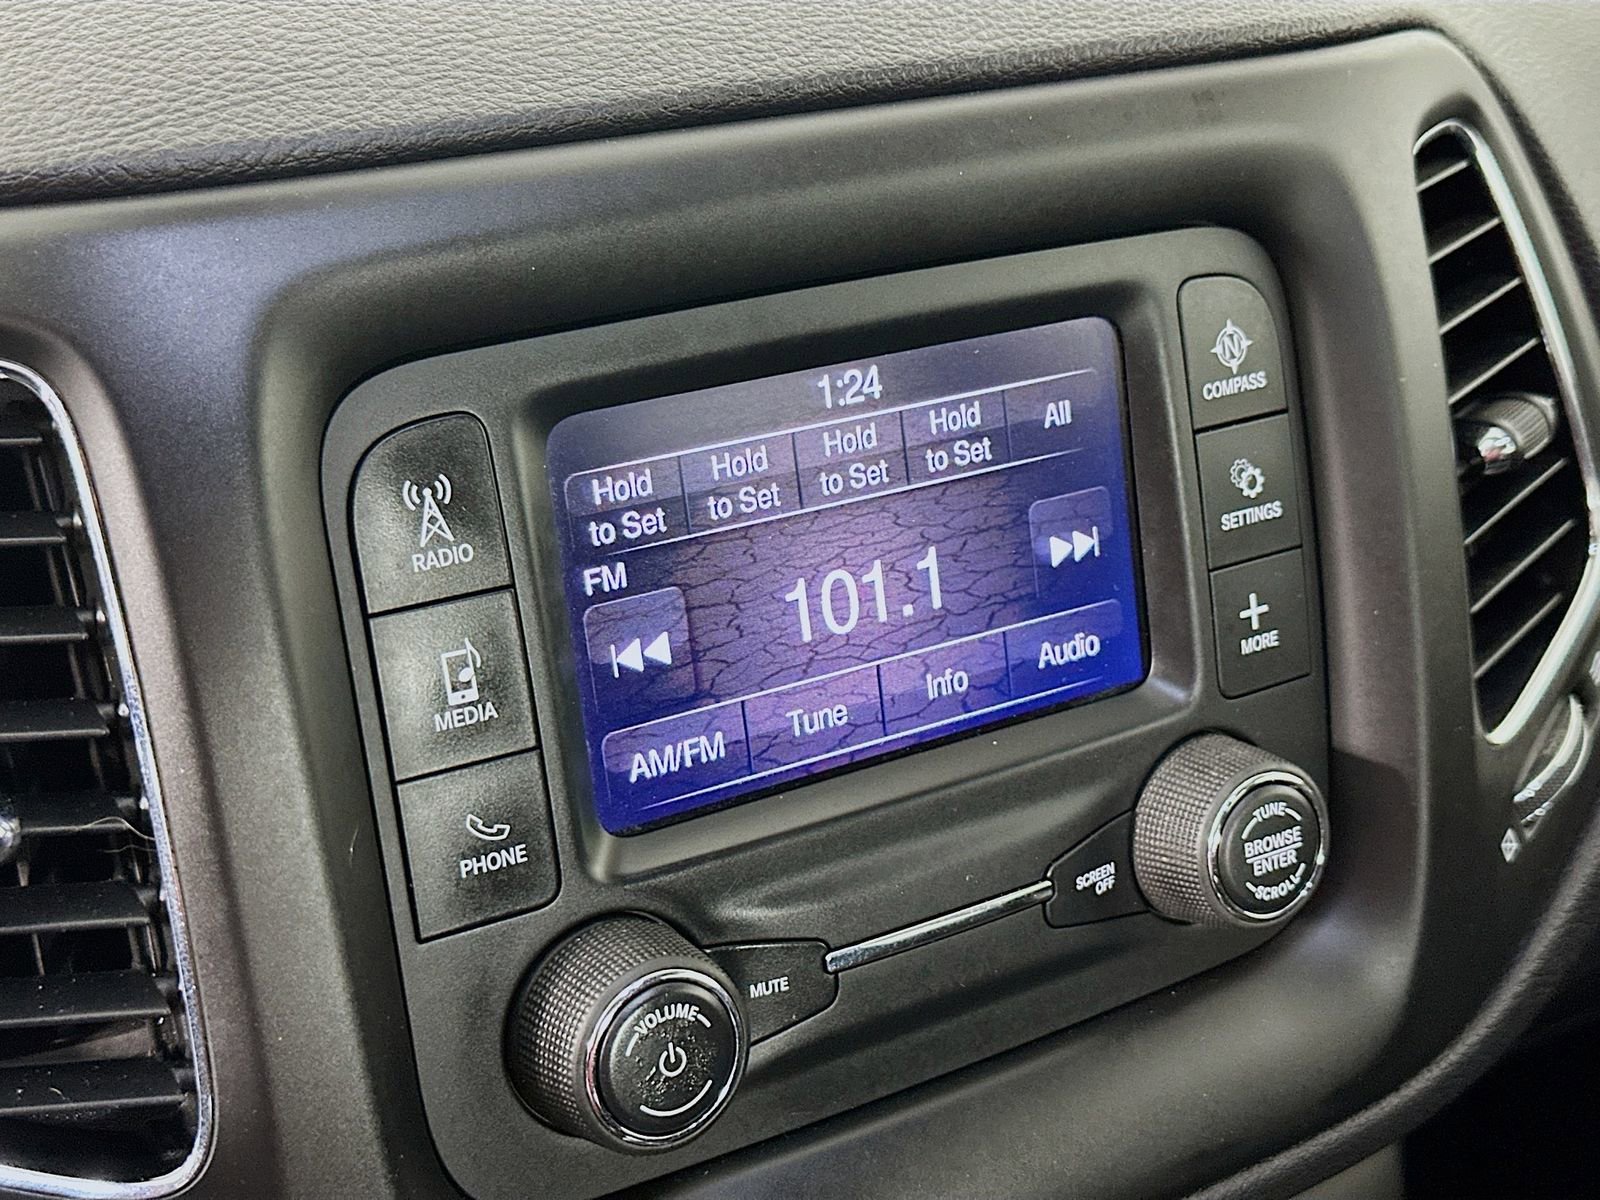 1:24
Hold
to Set
Hold
to Set
Hold
to Set
Hold
to Set
All
FM
101.1
AM/FM
Tune
Info
Audio
RADIO
MEDIA
PHONE
N
COMPASS
SETTINGS
MORE
VOLUME
MUTE
SCREEN
OFF
TUNE
BROWSE
ENTER
SCROLL